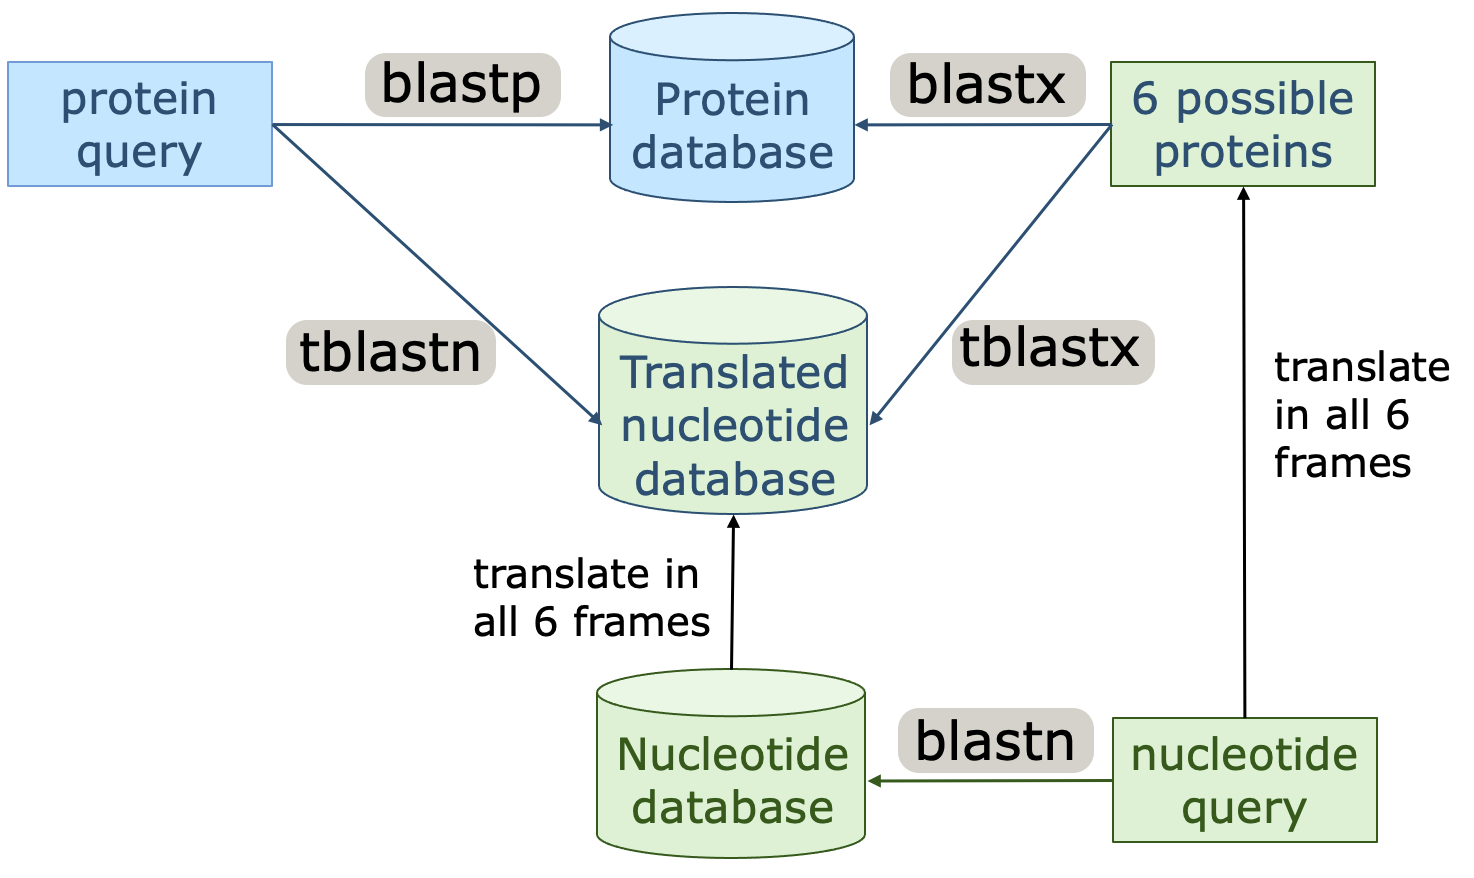 protein
query
blastp
Protein
database
blastx
6 possible
proteins
tblastn
Translated
nucleotide
database
tblastx
translate
in all 6
frames
translate in
all 6 frames
Nucleotide
database
blastn
nucleotide
query